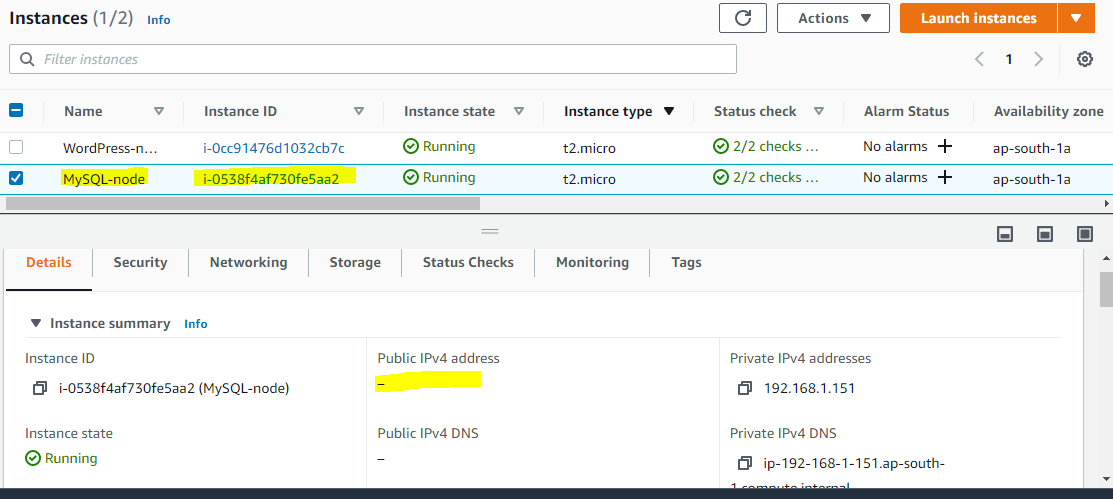 Instances (1/2) Info Actions Launch instances
Filter instances 1
Name Instance ID Instance state Instance type Status check Alarm Status Availability zone
WordPress-n... i-0cc91476d1032cb7c Running t2.micro 2/2 checks ... No alarms ap-south-1a
MySQL-node i-0538f4af730fe5aa2 Running t2.micro 2/2 checks ... No alarms ap-south-1a
Details Security Networking Storage Status Checks Monitoring Tags
Instance summary Info
Instance ID Public IPv4 address Private IPv4 addresses
i-0538f4af730fe5aa2 (MySQL-node) – 192.168.1.151
Instance state Public IPv4 DNS Private IPv4 DNS
Running – ip-192-168-1-151.ap-south-
1.compute.internal